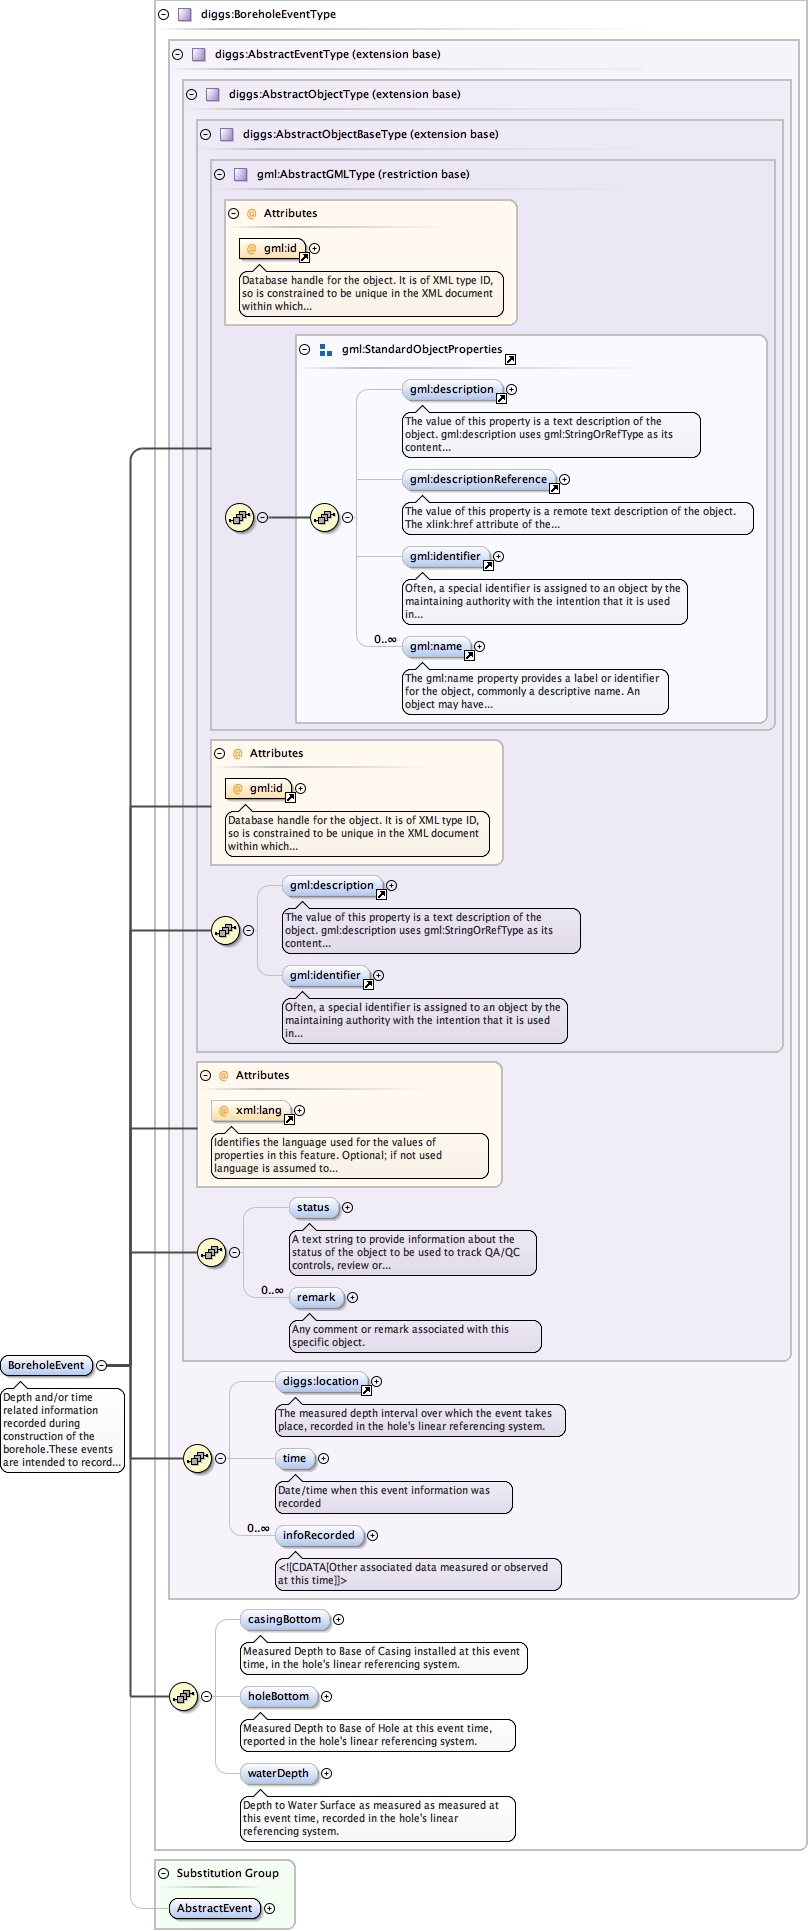 diggs:BoreholeEventType
diggs:AbstractEventType (extension base)
diggs:AbstractObjectType (extension base)
diggs:AbstractObjectBaseType (extension base)
gml:AbstractGMLType (restriction base)
@ Attributes
@ gml:id
Database handle for the object. It is of XML type ID,
so is constrained to be unique in the XML document
within which...
gml:StandardObjectProperties
gml:description
The value of this property is a text description of the
object. gml:description uses gml:StringOrRefType as its
content...
gml:descriptionReference
The value of this property is a remote text description of the object.
The xlink:href attribute of the...
gml:identifier
Often, a special identifier is assigned to an object by the
maintaining authority with the intention that it is used
in...
0..∞
gml:name
The gml:name property provides a label or identifier
for the object, commonly a descriptive name. An
object may have...
@ Attributes
@ gml:id
Database handle for the object. It is of XML type ID,
so is constrained to be unique in the XML document
within which...
gml:description
The value of this property is a text description of the
object. gml:description uses gml:StringOrRefType as its
content...
gml:identifier
Often, a special identifier is assigned to an object by the
maintaining authority with the intention that it is used
in...
@ Attributes
@ xml:lang
Identifies the language used for the values of
properties in this feature. Optional; if not used
language is assumed to...
status
A text string to provide information about the
status of the object to be used to track QA/QC
controls, review or...
0..∞
remark
Any comment or remark associated with this
specific object.
BoreholeEvent
Depth and/or time
related information
recorded during
construction of the
borehole.These events
are intended to record...
diggs:location
The measured depth interval over which the event takes
place, recorded in the hole's linear referencing system.
time
Date/time when this event information was
recorded
0..∞
infoRecorded
<![CDATA[Other associated data measured or observed
at this time]]>
casingBottom
Measured Depth to Base of Casing installed at this event
time, in the hole's linear referencing system.
holeBottom
Measured Depth to Base of Hole at this event time,
reported in the hole's linear referencing system.
waterDepth
Depth to Water Surface as measured as measured at
this event time, recorded in the hole's linear
referencing system.
Substitution Group
AbstractEvent